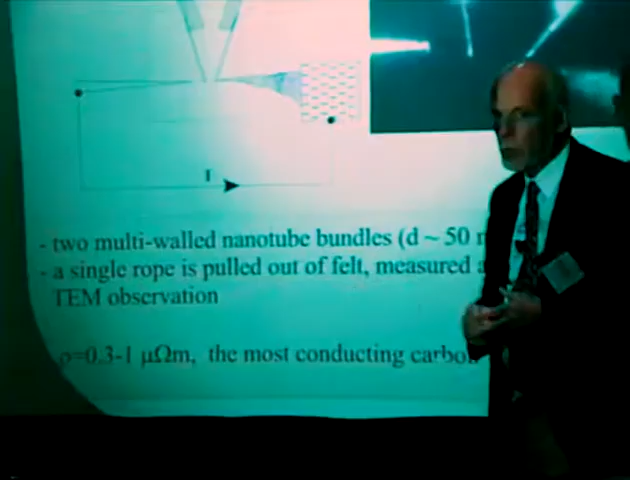 I
- two multi-walled nanotube bundles (d ~ 50
- a single rope is pulled out of felt, measured
TEM observation
ρ=0.3-1 μΩm, the most conducting carbon